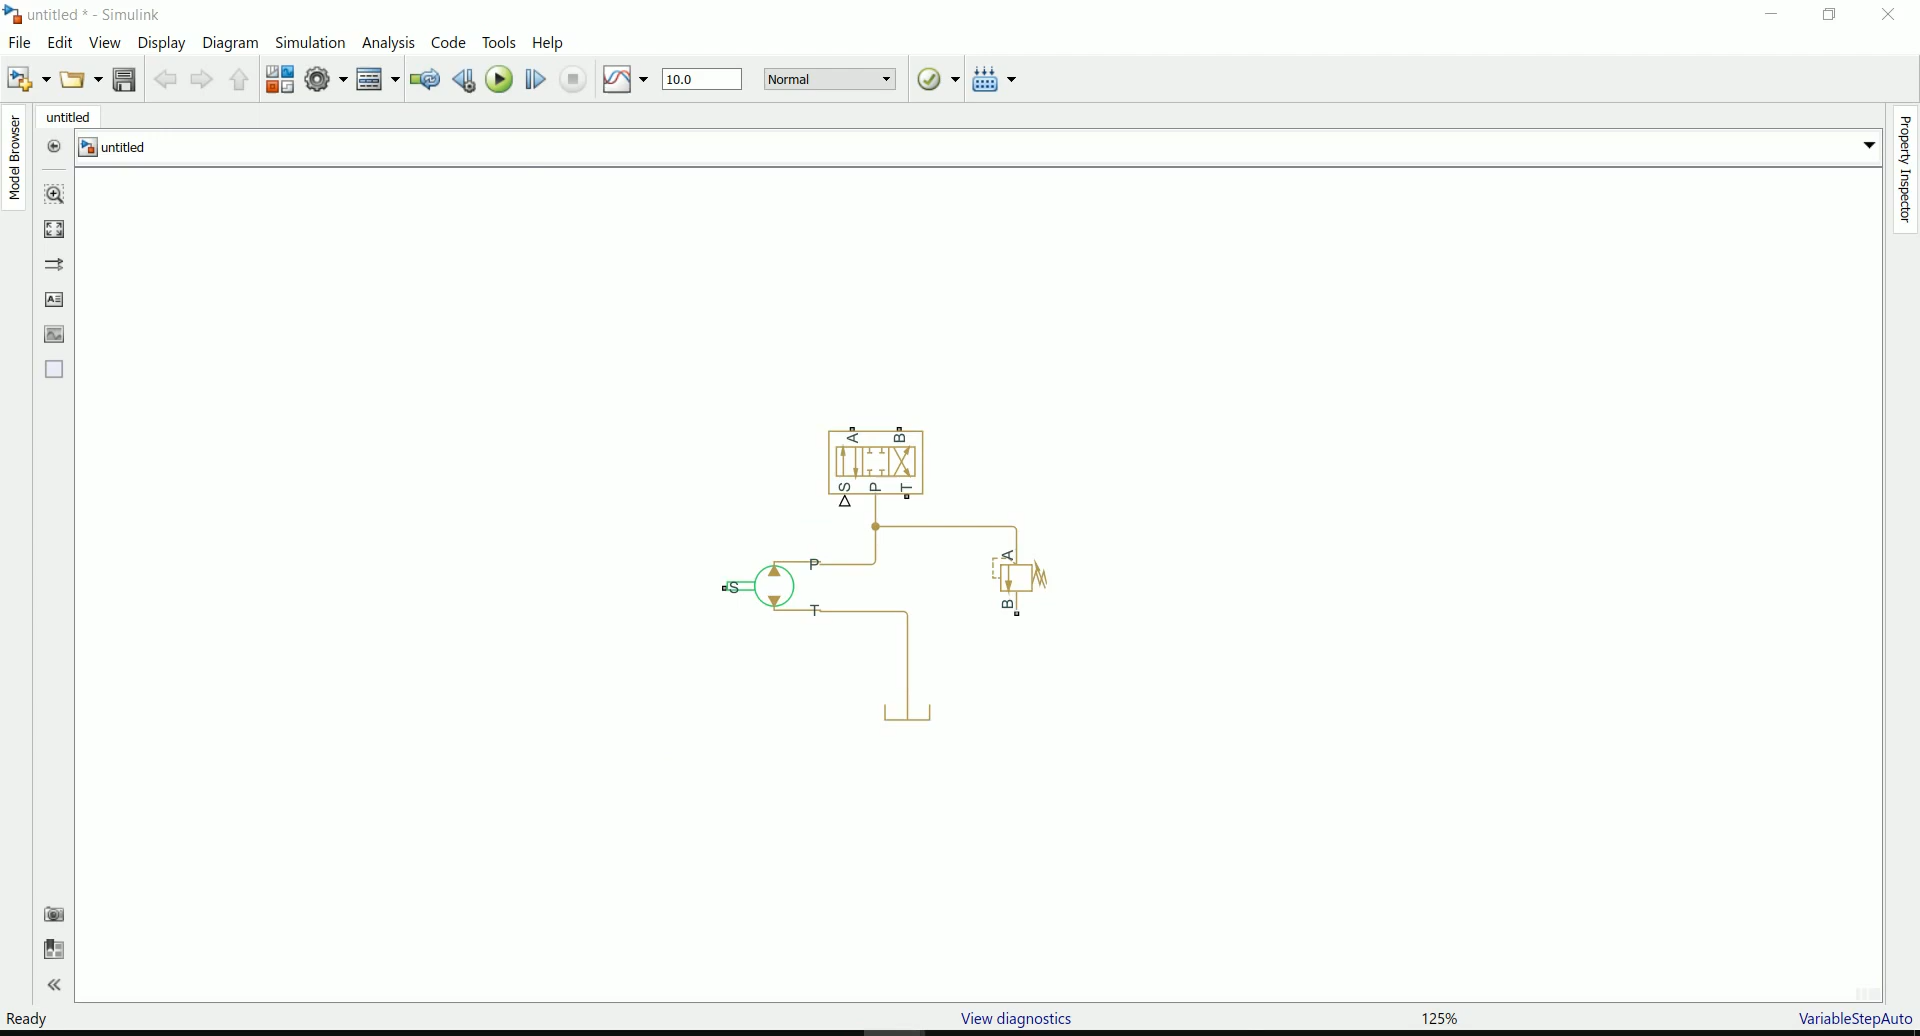 untitled * - Simulink
File Edit View Display Diagram Simulation Analysis Code Tools Help
10.0 Normal
Model Browser
untitled
untitled
Property Inspector
A B
S P T
P
A
S
B
T
Ready View diagnostics 125% VariableStepAuto